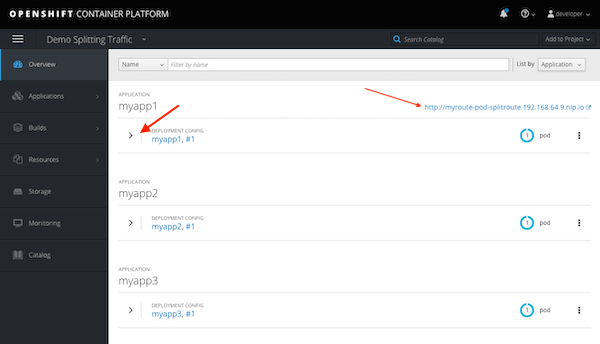 OPENSHIFT CONTAINER PLATFORM
developer
Demo Splitting Traffic
Search Catalog
Add to Project
Overview
Applications
Builds
Resources
Storage
Monitoring
Catalog
Name
Filter by name
List by
Application
APPLICATION
myapp1
http://myroute-pod-splitroute.192.168.64.9.nip.io
DEPLOYMENT CONFIG
myapp1, #1
1 pod
APPLICATION
myapp2
DEPLOYMENT CONFIG
myapp2, #1
1 pod
APPLICATION
myapp3
DEPLOYMENT CONFIG
myapp3, #1
1 pod